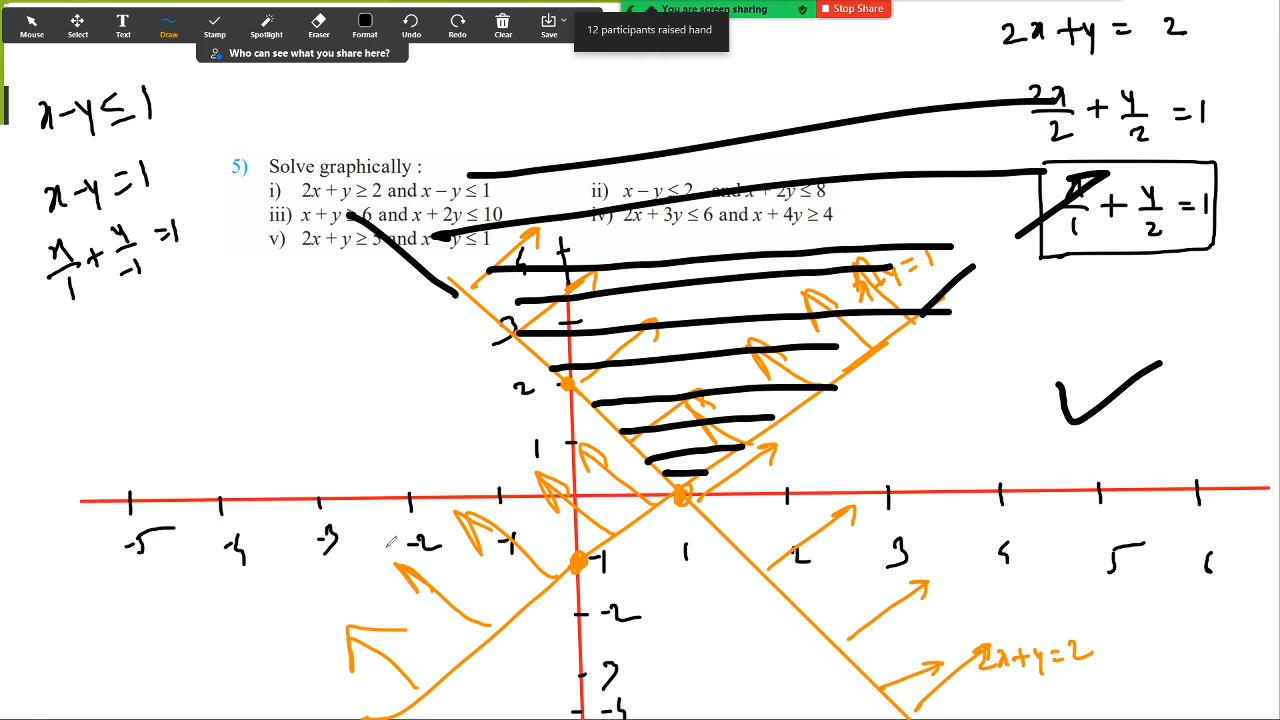 You are screen sharing
Stop Share
Mouse Select Text Draw Stamp Spotlight Eraser Format Undo Redo Clear Save
12 participants raised hand
Who can see what you share here?
2x+y = 2
x-y ≤ 1
2x/2 + y/2 = 1
5) Solve graphically :
x-y = 1
i) 2x + y ≥ 2 and x − y ≤ 1
ii) x − y ≤ 2 and x + 2y ≤ 8
x/1 + y/2 = 1
iii) x + y ≥ 6 and x + 2y ≤ 10
iv) 2x + 3y ≤ 6 and x + 4y ≥ 4
x/1 + y/-1 = 1
v) 2x + y ≥ and x y ≤ 1
4
y = 1
3
2
1
-5 -4 -3 -2 -1 1 2 3 4 5 6
-1
-2
2x+y=2
-4